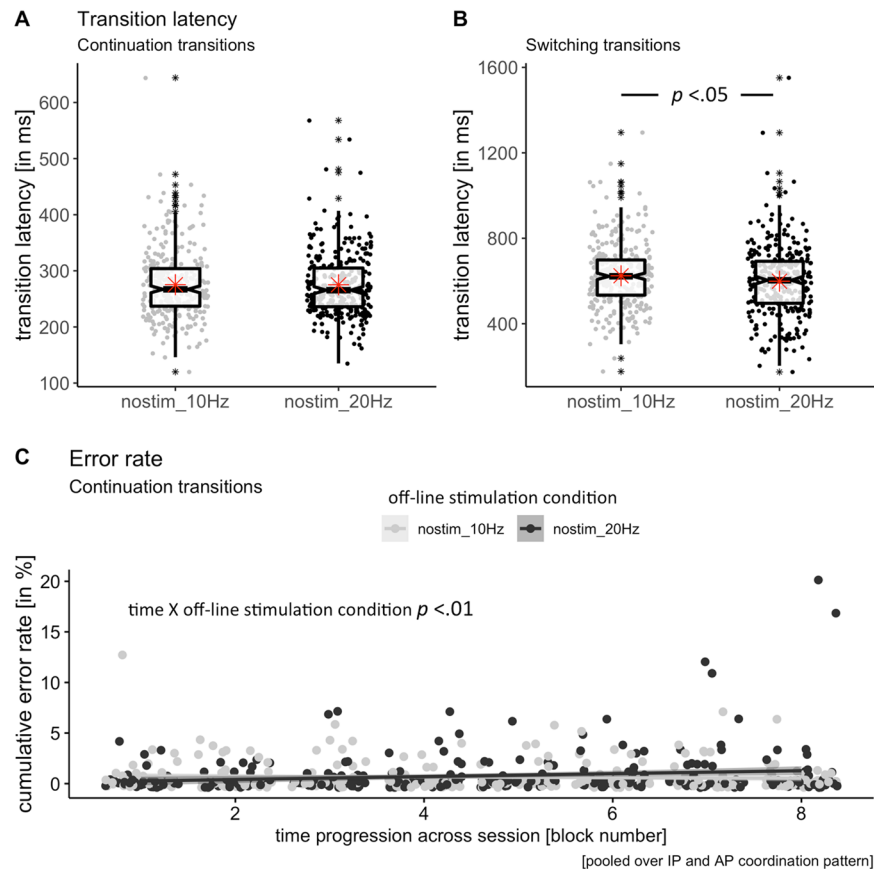 A Transition latency
Continuation transitions
transition latency [in ms]
600
500
400
300
200
100
nostim_10Hz nostim_20Hz
B
Switching transitions
transition latency [in ms]
1600
1200
800
400
p <.05
nostim_10Hz nostim_20Hz
C Error rate
Continuation transitions
off-line stimulation condition
nostim_10Hz nostim_20Hz
cumulative error rate [in %]
20
15
10
5
0
time X off-line stimulation condition p <.01
2 4 6 8
time progression across session [block number]
[pooled over IP and AP coordination pattern]